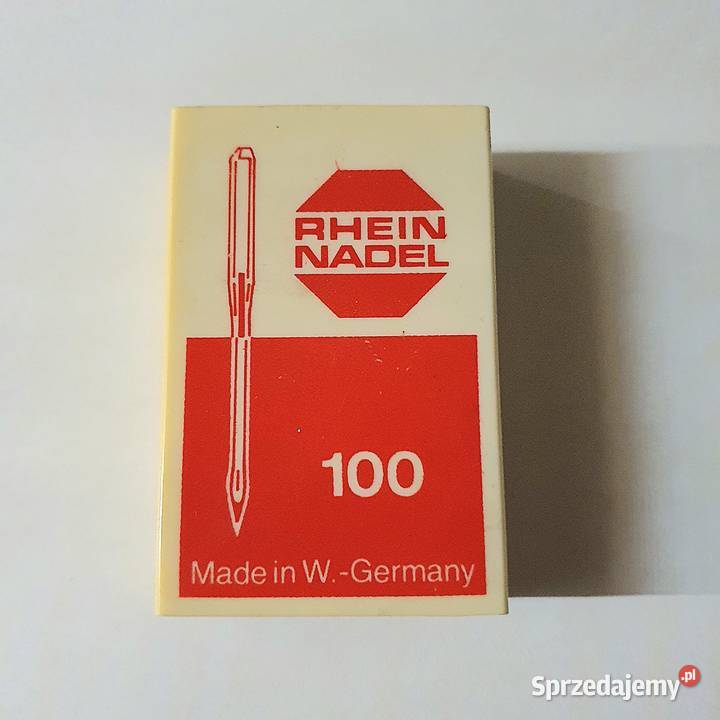 RHEIN
NADEL
100
Made in W.-Germany
Sprzedajemy.pl